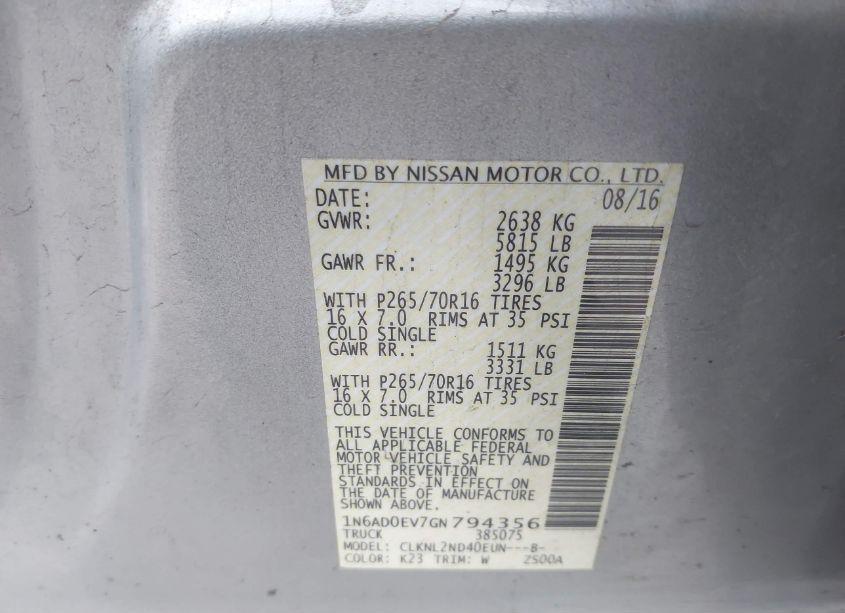 MFD BY NISSAN MOTOR CO., LTD.
DATE: 08/16
GVWR: 2638 KG
5815 LB
GAWR FR.: 1495 KG
3296 LB
WITH P265/70R16 TIRES
16 X 7.0 RIMS AT 35 PSI
COLD SINGLE
GAWR RR.: 1511 KG
3331 LB
WITH P265/70R16 TIRES
16 X 7.0 RIMS AT 35 PSI
COLD SINGLE
THIS VEHICLE CONFORMS TO
ALL APPLICABLE FEDERAL
MOTOR VEHICLE SAFETY AND
THEFT PREVENTION
STANDARDS IN EFFECT ON
THE DATE OF MANUFACTURE
SHOWN ABOVE.
1N6AD0EV7GN794356
TRUCK 385075
MODEL: CLKNL2ND40EUN---B-
COLOR: K23 TRIM: W 2S00A